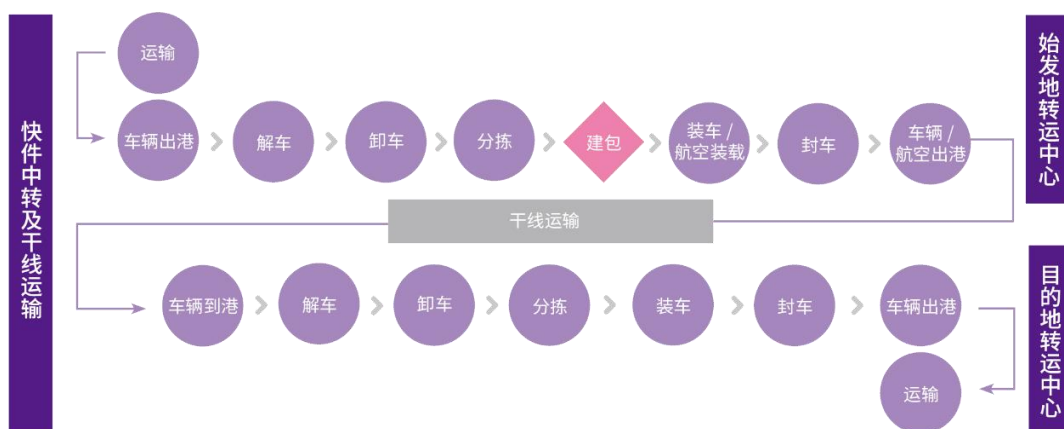 快件中转及干线运输
运输
车辆出港
解车
卸车
分拣
建包
装车 /
航空装载
封车
车辆 /
航空出港
始发地转运中心
干线运输
车辆到港
解车
卸车
分拣
装车
封车
车辆出港
运输
目的地转运中心